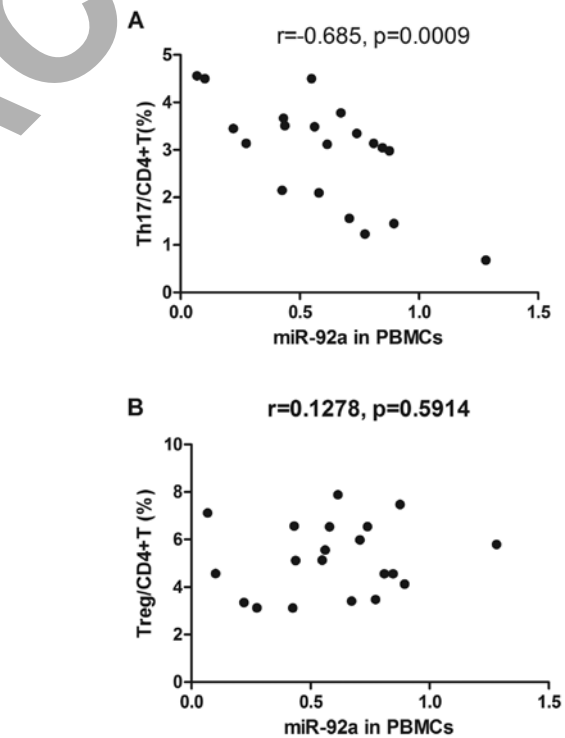 A
r=-0.685, p=0.0009
Th17/CD4+T(%)
5
4
3
2
1
0
0.0 0.5 1.0 1.5
miR-92a in PBMCs
B
r=0.1278, p=0.5914
Treg/CD4+T (%)
10
8
6
4
2
0
0.0 0.5 1.0 1.5
miR-92a in PBMCs